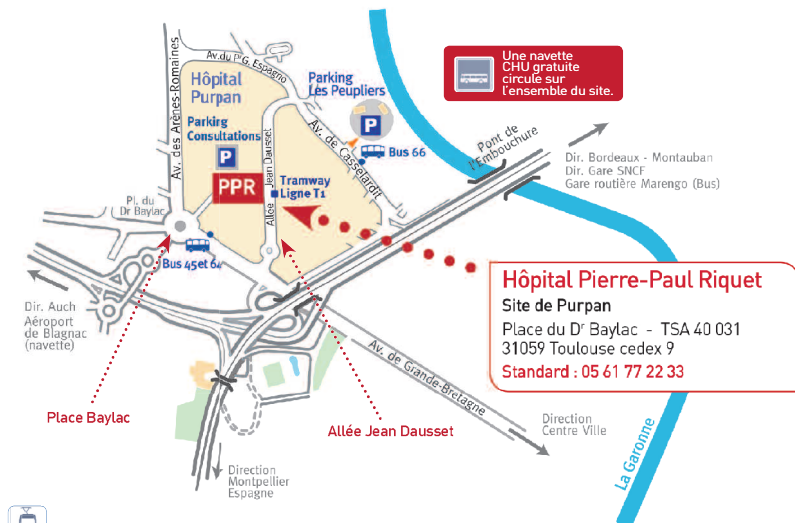 Une navette
CHU gratuite
circule sur
l'ensemble du site.
Av. des Arènes-Romaines
Av.du Pr G. Espagno
Hôpital
Purpan
Parking
Les Peupliers
P
Parking
Consultations
P
Av. de Casselardit
Bus 66
Pont de
l'Embouchure
Dir. Bordeaux - Montauban
Dir. Gare SNCF
Gare routière Marengo (Bus)
PPR
Allée Jean Dausset
Tramway
Ligne T1
Pl. du
Dr Baylac
Bus 45 et 64
Hôpital Pierre-Paul Riquet
Site de Purpan
Place du Dr Baylac - TSA 40 031
31059 Toulouse cedex 9
Standard : 05 61 77 22 33
Dir. Auch
Aéroport
de Blagnac
(navette)
Av. de Grande-Bretagne
Place Baylac
Allée Jean Dausset
Direction
Centre Ville
La Garonne
Direction
Montpellier
Espagne